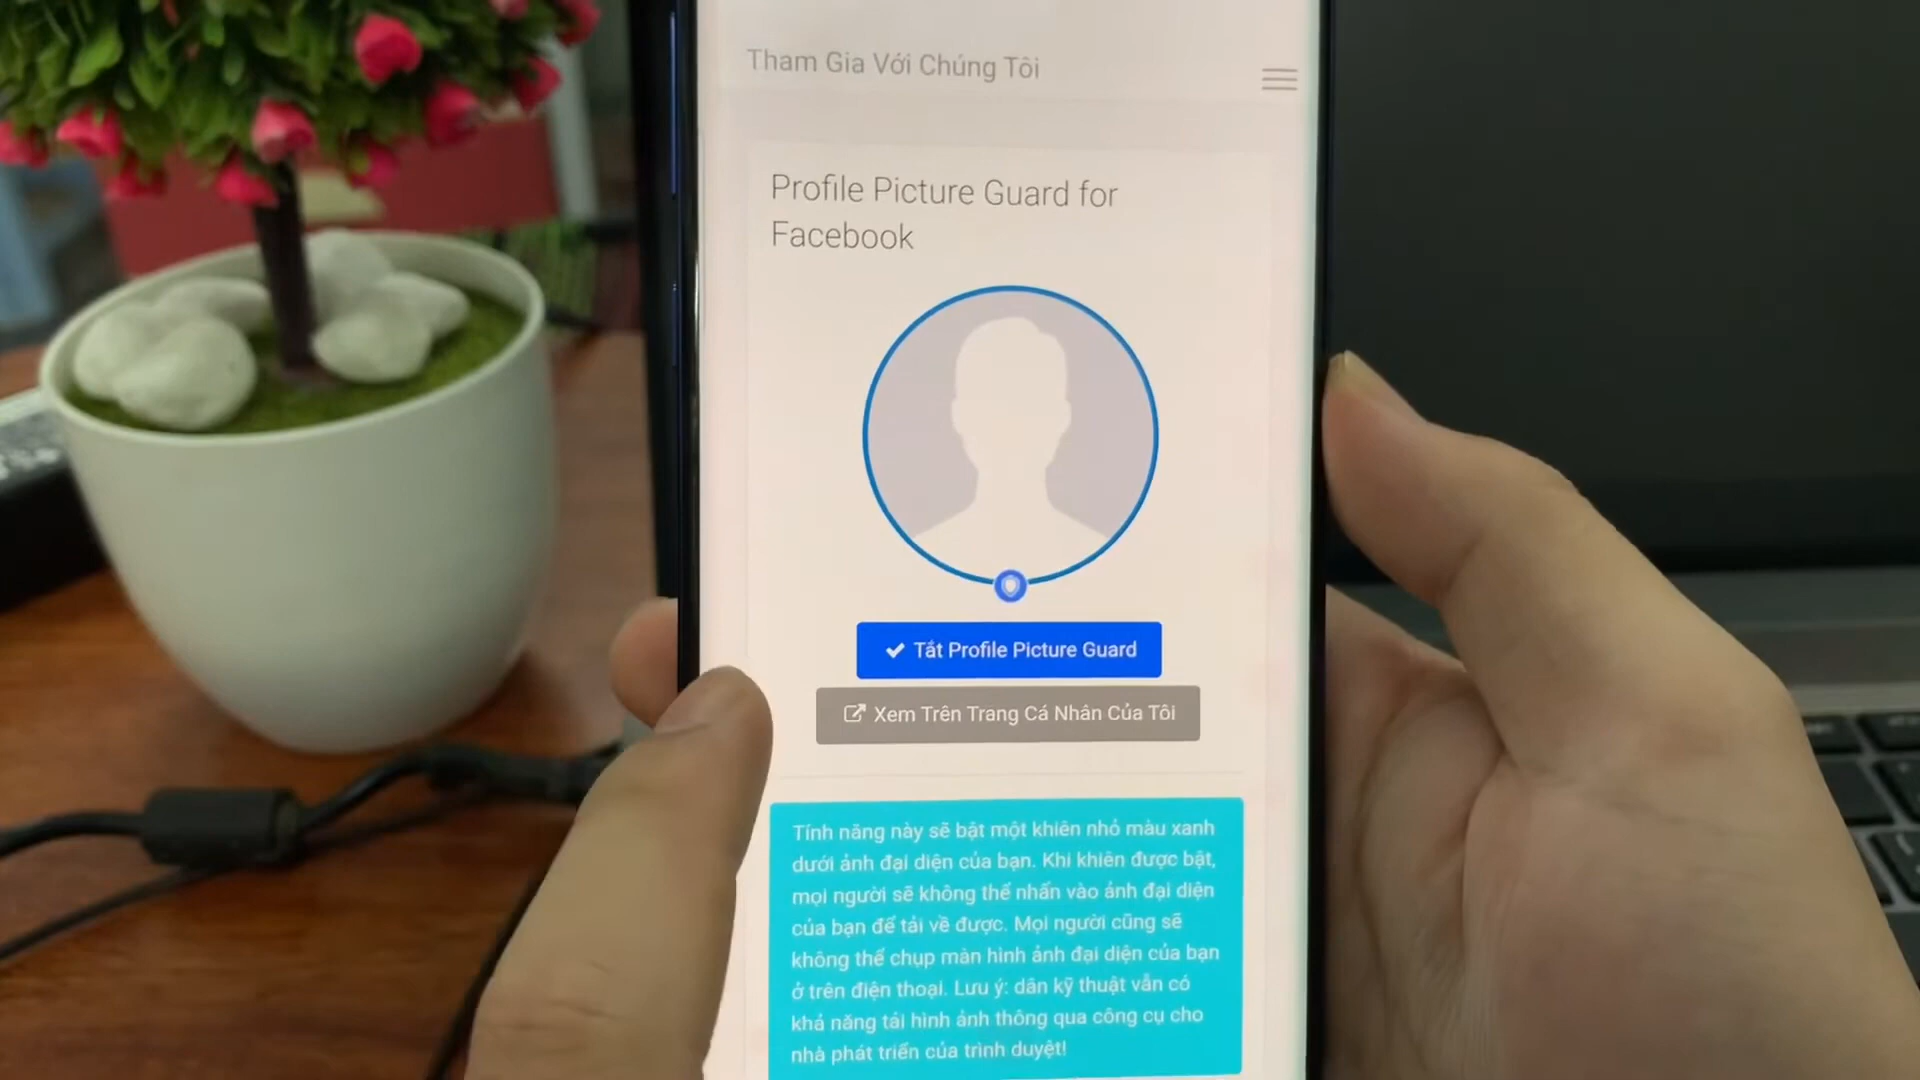 Tham Gia Với Chúng Tôi
Profile Picture Guard for
Facebook
Tắt Profile Picture Guard
Xem Trên Trang Cá Nhân Của Tôi
Tính năng này sẽ bật một khiên nhỏ màu xanh
dưới ảnh đại diện của bạn. Khi khiên được bật,
mọi người sẽ không thể nhấn vào ảnh đại diện
của bạn để tải về được. Mọi người cũng sẽ
không thể chụp màn hình ảnh đại diện của bạn
ở trên điện thoại. Lưu ý: dân kỹ thuật vẫn có
khả năng tải hình ảnh thông qua công cụ cho
nhà phát triển của trình duyệt!